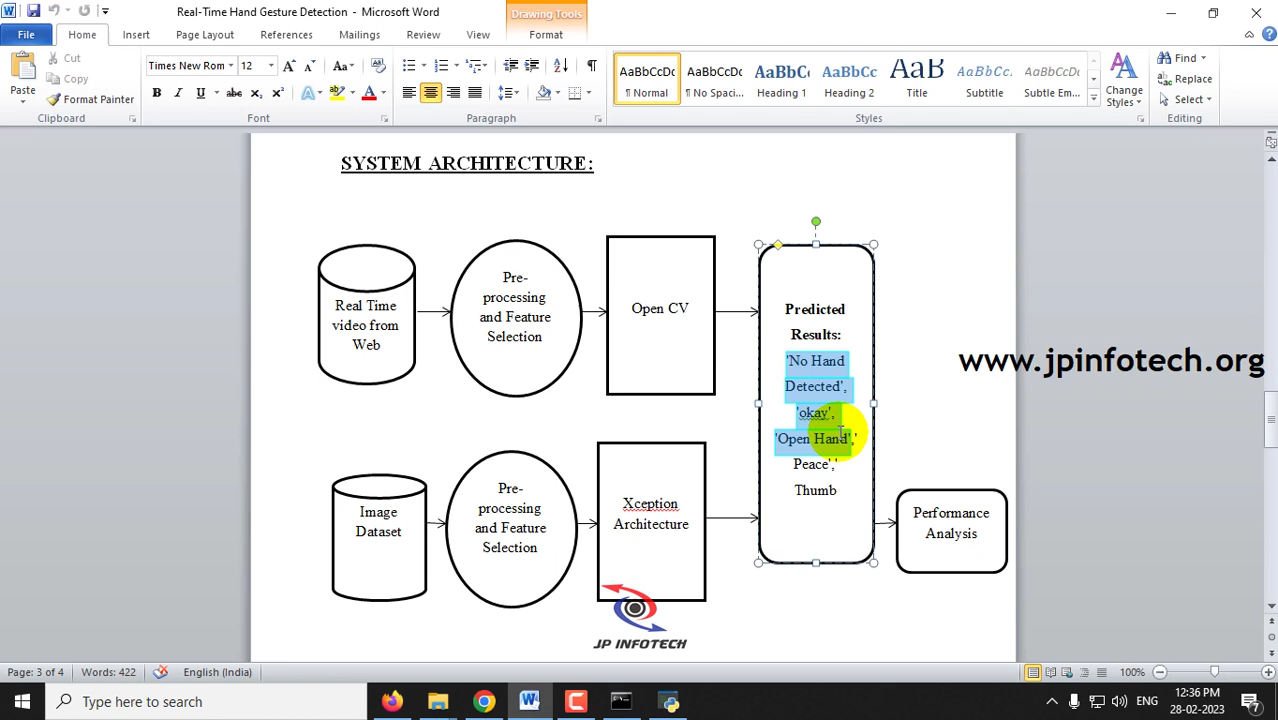 Real-Time Hand Gesture Detection - Microsoft Word
Drawing Tools
File Home Insert Page Layout References Mailings Review View Format
Paste
Cut
Copy
Format Painter
Clipboard
Times New Rom 12
Font
Paragraph
AaBbCcDc AaBbCcDc AaBbCc AaBbCc AaB AaBbCc. AaBbCcDc
¶ Normal ¶ No Spaci... Heading 1 Heading 2 Title Subtitle Subtle Em...
Change Styles
Styles
Find
Replace
Select
Editing
SYSTEM ARCHITECTURE:
Real Time
video from
Web
Pre-
processing
and Feature
Selection
Open CV
Predicted
Results:
'No Hand
Detected',
'okay',
'Open Hand','
Peace','
Thumb
www.jpinfotech.org
Image
Dataset
Pre-
processing
and Feature
Selection
Xception
Architecture
Performance
Analysis
JP INFOTECH
Page: 3 of 4 Words: 422 English (India) 100%
Type here to search
ENG
12:36 PM
28-02-2023
7